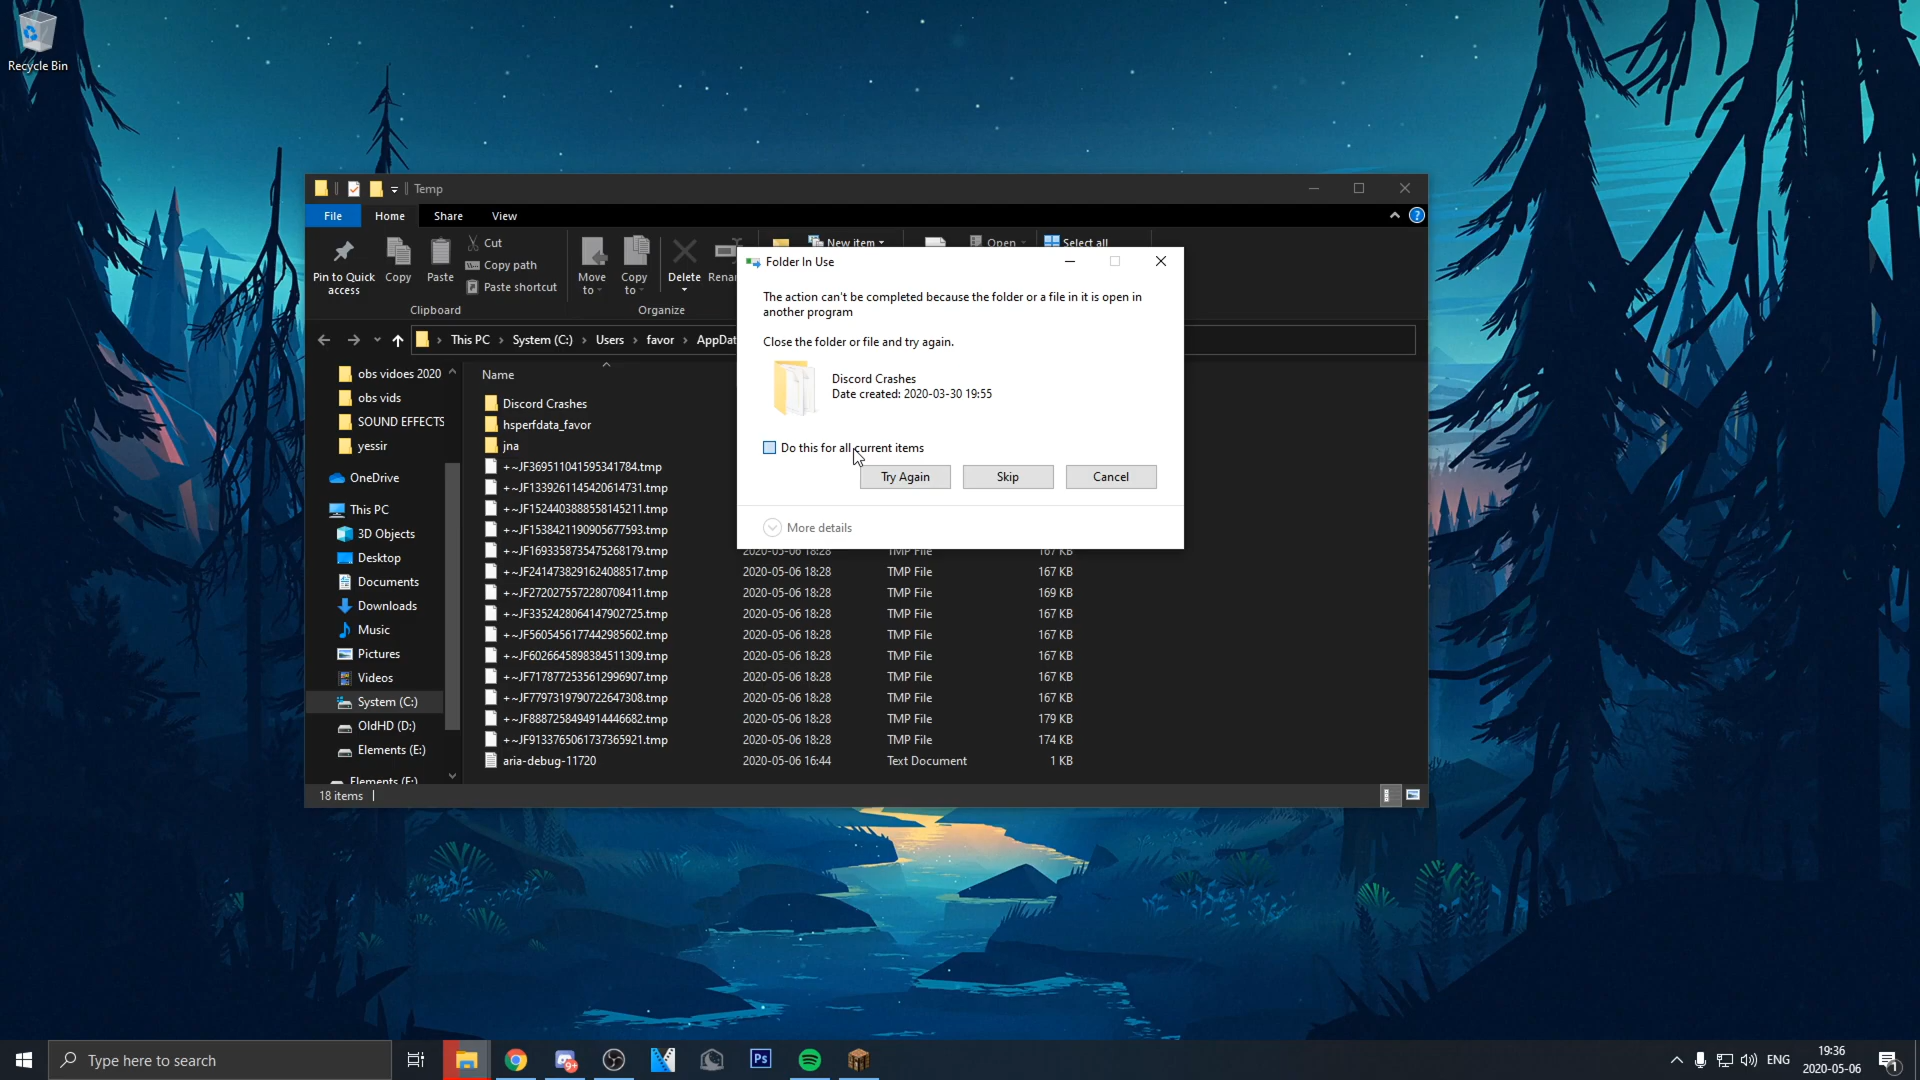 Recycle Bin
Temp
File
Home
Share
View
Pin to Quick access
Copy
Paste
Cut
Copy path
Paste shortcut
Clipboard
Move to
Copy to
Delete
Organize
New item
Open
Select all
This PC
System (C:)
Users
favor
obs vidoes 2020
obs vids
SOUND EFFECTS
yessir
OneDrive
This PC
3D Objects
Desktop
Documents
Downloads
Music
Pictures
Videos
System (C:)
OldHD (D:)
Elements (E:)
Elements (E:)
Name
Discord Crashes
hsperfdata_favor
jna
+~JF369511041595341784.tmp
+~JF1339261145420614731.tmp
+~JF1524403888558145211.tmp
+~JF1538421190905677593.tmp
+~JF1693358735475268179.tmp 2020-05-06 18:28 TMP File 167 KB
+~JF2414738291624088517.tmp 2020-05-06 18:28 TMP File 167 KB
+~JF2720275572280708411.tmp 2020-05-06 18:28 TMP File 169 KB
+~JF3352428064147902725.tmp 2020-05-06 18:28 TMP File 167 KB
+~JF5605456177442985602.tmp 2020-05-06 18:28 TMP File 167 KB
+~JF6026645898384511309.tmp 2020-05-06 18:28 TMP File 167 KB
+~JF7178772535612996907.tmp 2020-05-06 18:28 TMP File 167 KB
+~JF7797319790722647308.tmp 2020-05-06 18:28 TMP File 167 KB
+~JF8887258494914446682.tmp 2020-05-06 18:28 TMP File 179 KB
+~JF9133765061737365921.tmp 2020-05-06 18:28 TMP File 174 KB
aria-debug-11720 2020-05-06 16:44 Text Document 1 KB
18 items
Folder In Use
The action can't be completed because the folder or a file in it is open in
another program
Close the folder or file and try again.
Discord Crashes
Date created: 2020-03-30 19:55
Do this for all current items
Try Again
Skip
Cancel
More details
Type here to search
9+
Ps
ENG
19:36
2020-05-06
1